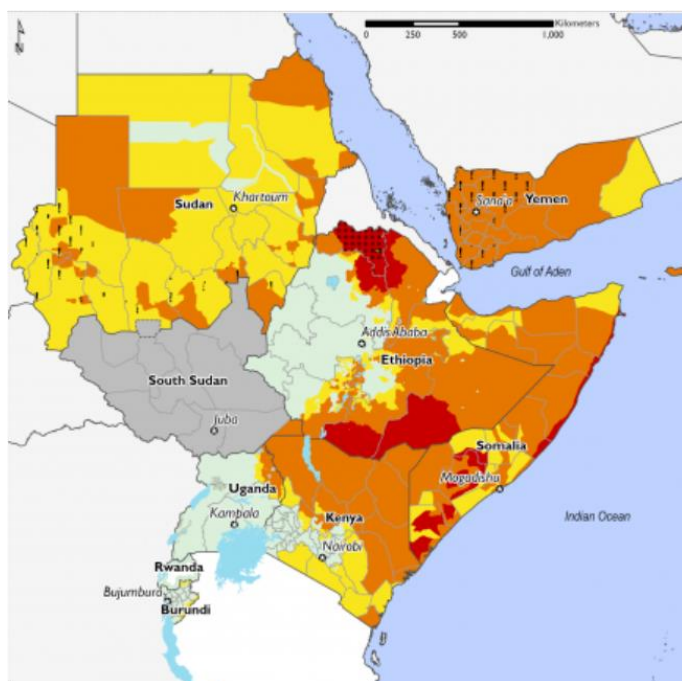 N
Kilometers
0 250 500 1,000
Sudan
Khartoum
Sana'a
Yemen
Gulf of Aden
Addis Ababa
Ethiopia
South Sudan
Juba
Somalia
Mogadishu
Uganda
Kampala
Kenya
Nairobi
Indian Ocean
Rwanda
Bujumbura
Burundi